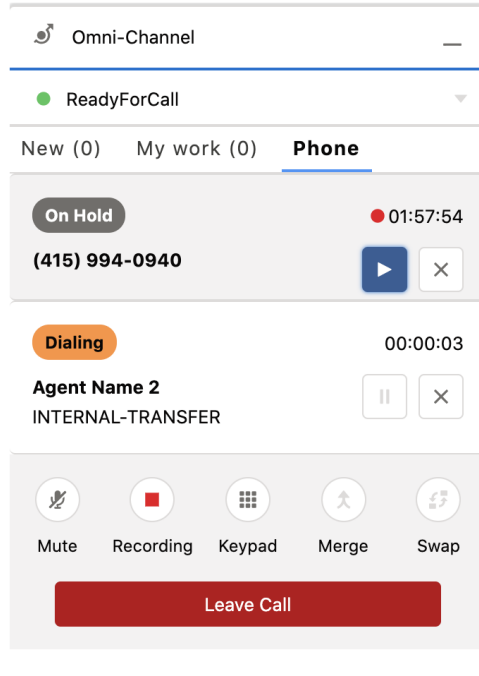 Omni-Channel
ReadyForCall
New (0) My work (0) Phone
On Hold 01:57:54
(415) 994-0940
Dialing 00:00:03
Agent Name 2
INTERNAL-TRANSFER
Mute Recording Keypad Merge Swap
Leave Call